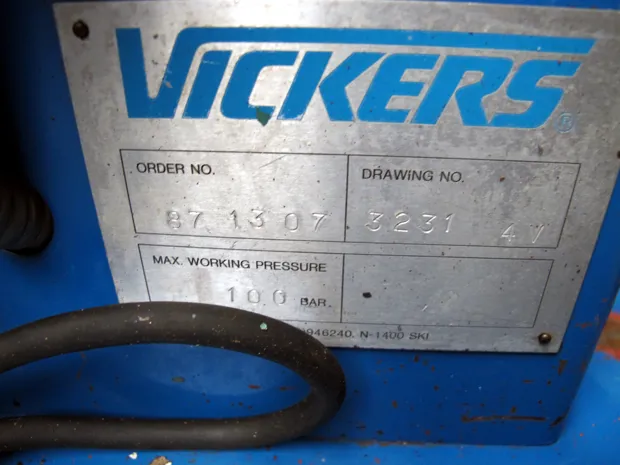 VICKERS®
ORDER NO. DRAWING NO.
87 13 07 3231 4V
MAX. WORKING PRESSURE
100 BAR.
946240. N-1400 SKI